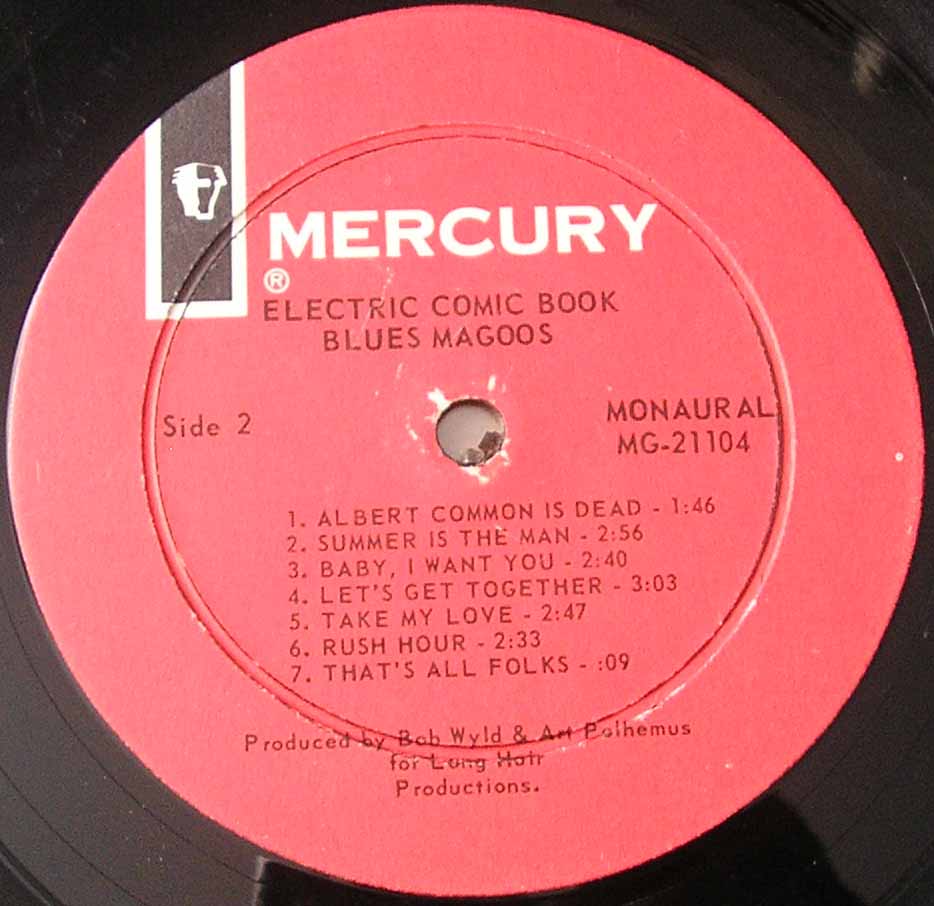 MERCURY
®
ELECTRIC COMIC BOOK
BLUES MAGOOS
Side 2
MONAURAL
MG-21104
1. ALBERT COMMON IS DEAD - 1:46
2. SUMMER IS THE MAN - 2:56
3. BABY, I WANT YOU - 2:40
4. LET'S GET TOGETHER - 3:03
5. TAKE MY LOVE - 2:47
6. RUSH HOUR - 2:33
7. THAT'S ALL FOLKS - :09
Produced by Bob Wyld & Art Polhemus
for Long Hair
Productions.